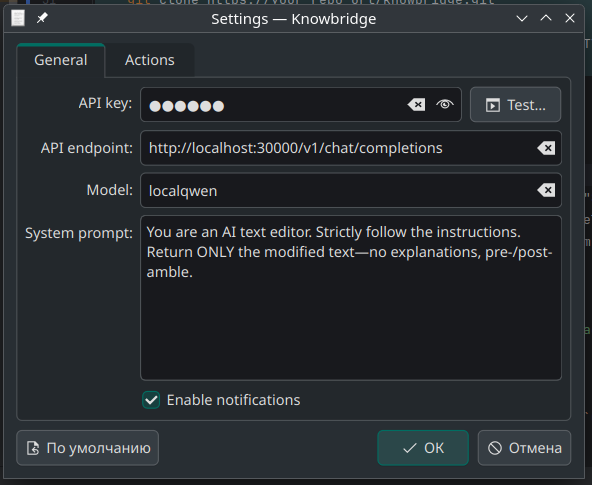 git clone https://your-repo-url/knowbridge.git
Settings — Knowbridge
General
Actions
API key:
Test...
API endpoint: http://localhost:30000/v1/chat/completions
Model: localqwen
System prompt: You are an AI text editor. Strictly follow the instructions.
Return ONLY the modified text—no explanations, pre-/post-
amble.
Enable notifications
По умолчанию
OK
Отмена